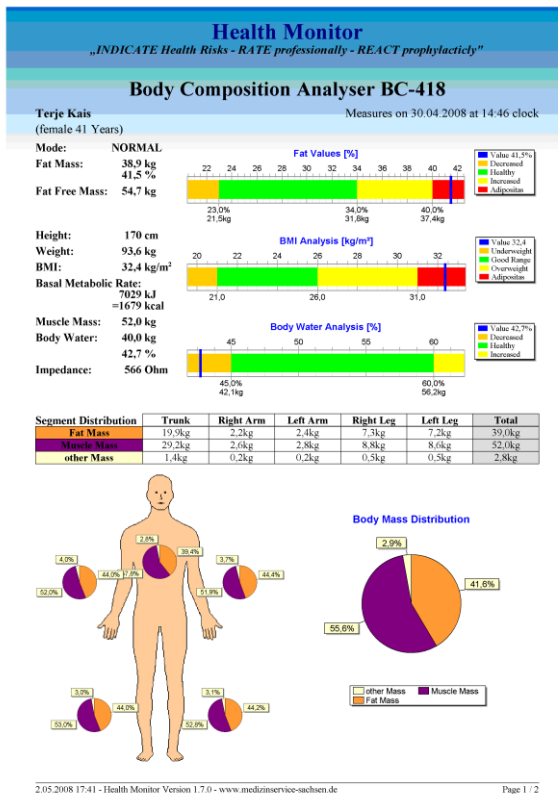 Health Monitor
„INDICATE Health Risks - RATE professionally - REACT prophylacticly"
Body Composition Analyser BC-418
Terje Kais Measures on 30.04.2008 at 14:46 clock
(female 41 Years)
Mode: NORMAL
Fat Mass: 38,9 kg
41,5 %
Fat Free Mass: 54,7 kg
Fat Values [%]
22 24 26 28 30 32 34 36 38 40 42
23,0% 34,0% 40,0%
21,5kg 31,8kg 37,4kg
Value 41,5%
Decreased
Healthy
Increased
Adipositas
Height: 170 cm
Weight: 93,6 kg
BMI: 32,4 kg/m²
Basal Metabolic Rate:
7029 kJ
=1679 kcal
BMI Analysis [kg/m²]
20 22 24 26 28 30 32
21,0 26,0 31,0
Value 32,4
Underweight
Good Range
Overweight
Adipositas
Muscle Mass: 52,0 kg
Body Water: 40,0 kg
42,7 %
Impedance: 566 Ohm
Body Water Analysis [%]
45 50 55 60
45,0% 60,0%
42,1kg 56,2kg
Value 42,7%
Decreased
Healthy
Increased
Segment Distribution Trunk Right Arm Left Arm Right Leg Left Leg Total
Fat Mass 19,9kg 2,2kg 2,4kg 7,3kg 7,2kg 39,0kg
Muscle Mass 29,2kg 2,6kg 2,8kg 8,8kg 8,6kg 52,0kg
other Mass 1,4kg 0,2kg 0,2kg 0,5kg 0,5kg 2,8kg
2,8%
39,4%
4,0%
44,0%
52,0%
3,7%
44,4%
51,9%
3,0%
44,0%
53,0%
3,1%
44,2%
52,8%
Body Mass Distribution
2,9%
41,6%
55,6%
other Mass Muscle Mass
Fat Mass
2.05.2008 17:41 - Health Monitor Version 1.7.0 - www.medizinservice-sachsen.de Page 1 / 2